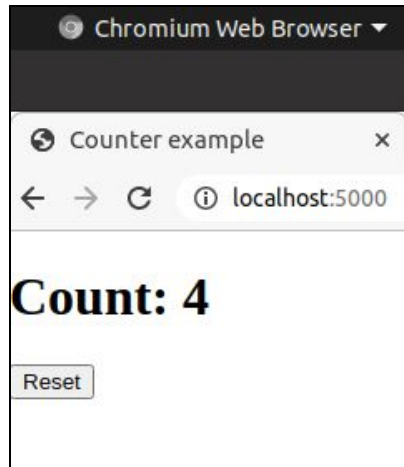 Chromium Web Browser
Counter example
localhost:5000
Count: 4
Reset